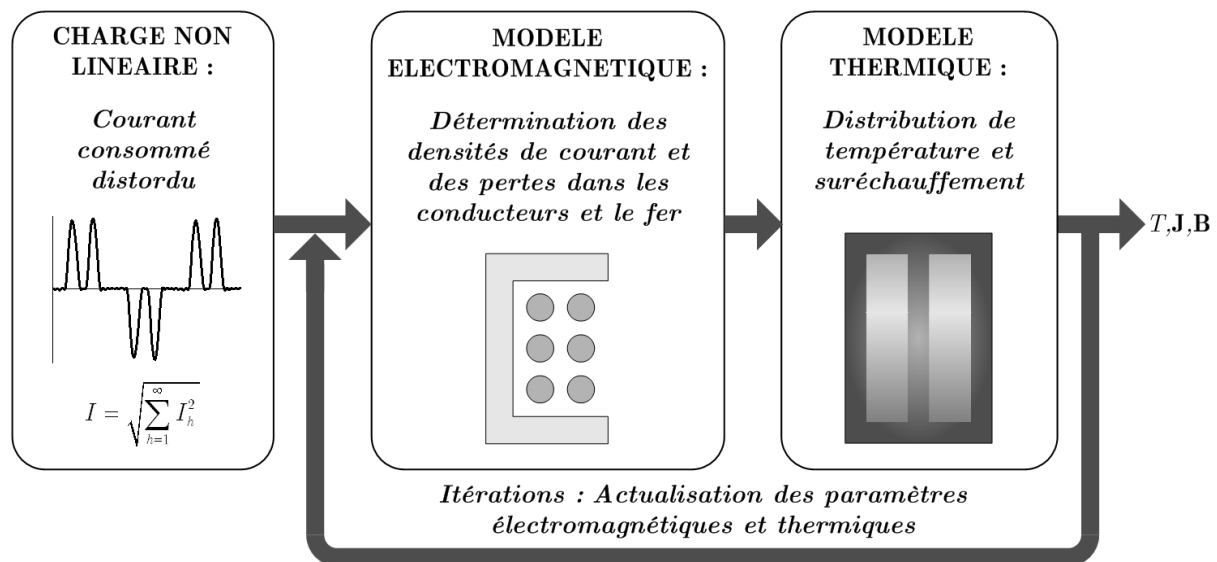 CHARGE NON
LINEAIRE :
Courant
consommé
distordu
I = √∑_{h=1}^{∞} I_h^2
MODELE
ELECTROMAGNETIQUE :
Détermination des
densités de courant et
des pertes dans les
conducteurs et le fer
MODELE
THERMIQUE :
Distribution de
température et
suréchauffement
T,J,B
Itérations : Actualisation des paramètres
électromagnétiques et thermiques